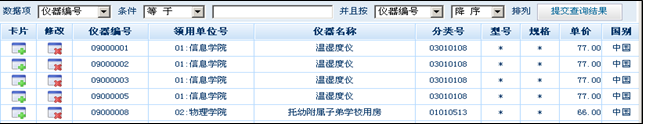 数据项 仪器编号 条件 等 于 并且按 仪器编号 降 序 排列 提交查询结果
卡片 修改 仪器编号 领用单位号 仪器名称 分类号 型号 规格 单价 国别
09000001 01:信息学院 温湿度仪 03010108 * * 77.00 中国
09000002 01:信息学院 温湿度仪 03010108 * * 77.00 中国
09000003 01:信息学院 温湿度仪 03010108 * * 77.00 中国
09000005 01:信息学院 温湿度仪 03010108 * * 77.00 中国
09000008 02:物理学院 托幼附属子弟学校用房 01010513 * * 66.00 中国